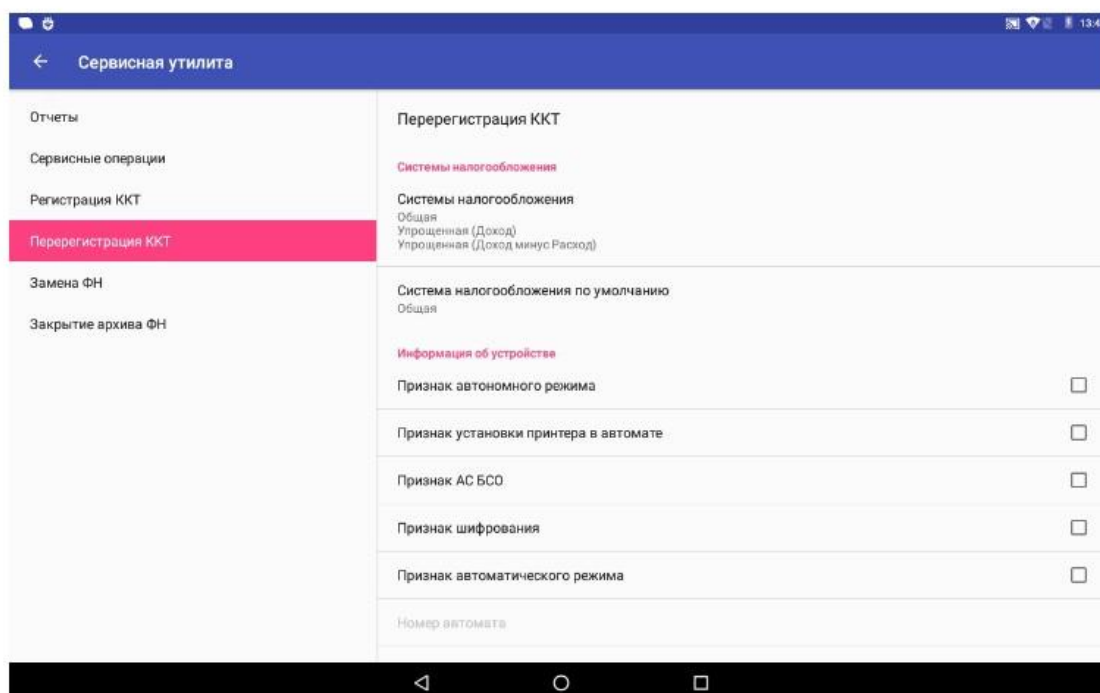 13:4
Сервисная утилита
Отчеты
Сервисные операции
Регистрация ККТ
Перерегистрация ККТ
Замена ФН
Закрытие архива ФН
Перерегистрация ККТ
Системы налогообложения
Системы налогообложения
Общая
Упрощенная (Доход)
Упрощенная (Доход минус Расход)
Система налогообложения по умолчанию
Общая
Информация об устройстве
Признак автономного режима
Признак установки принтера в автомате
Признак АС БСО
Признак шифрования
Признак автоматического режима
Номер автомата